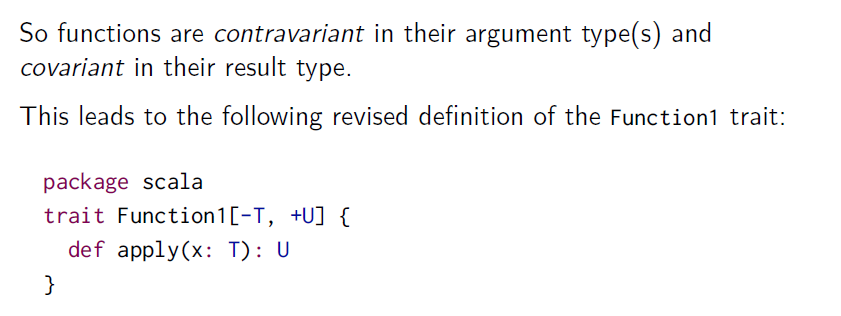 So functions are contravariant in their argument type(s) and
covariant in their result type.
This leads to the following revised definition of the Function1 trait:
package scala
trait Function1[-T, +U] {
  def apply(x: T): U
}